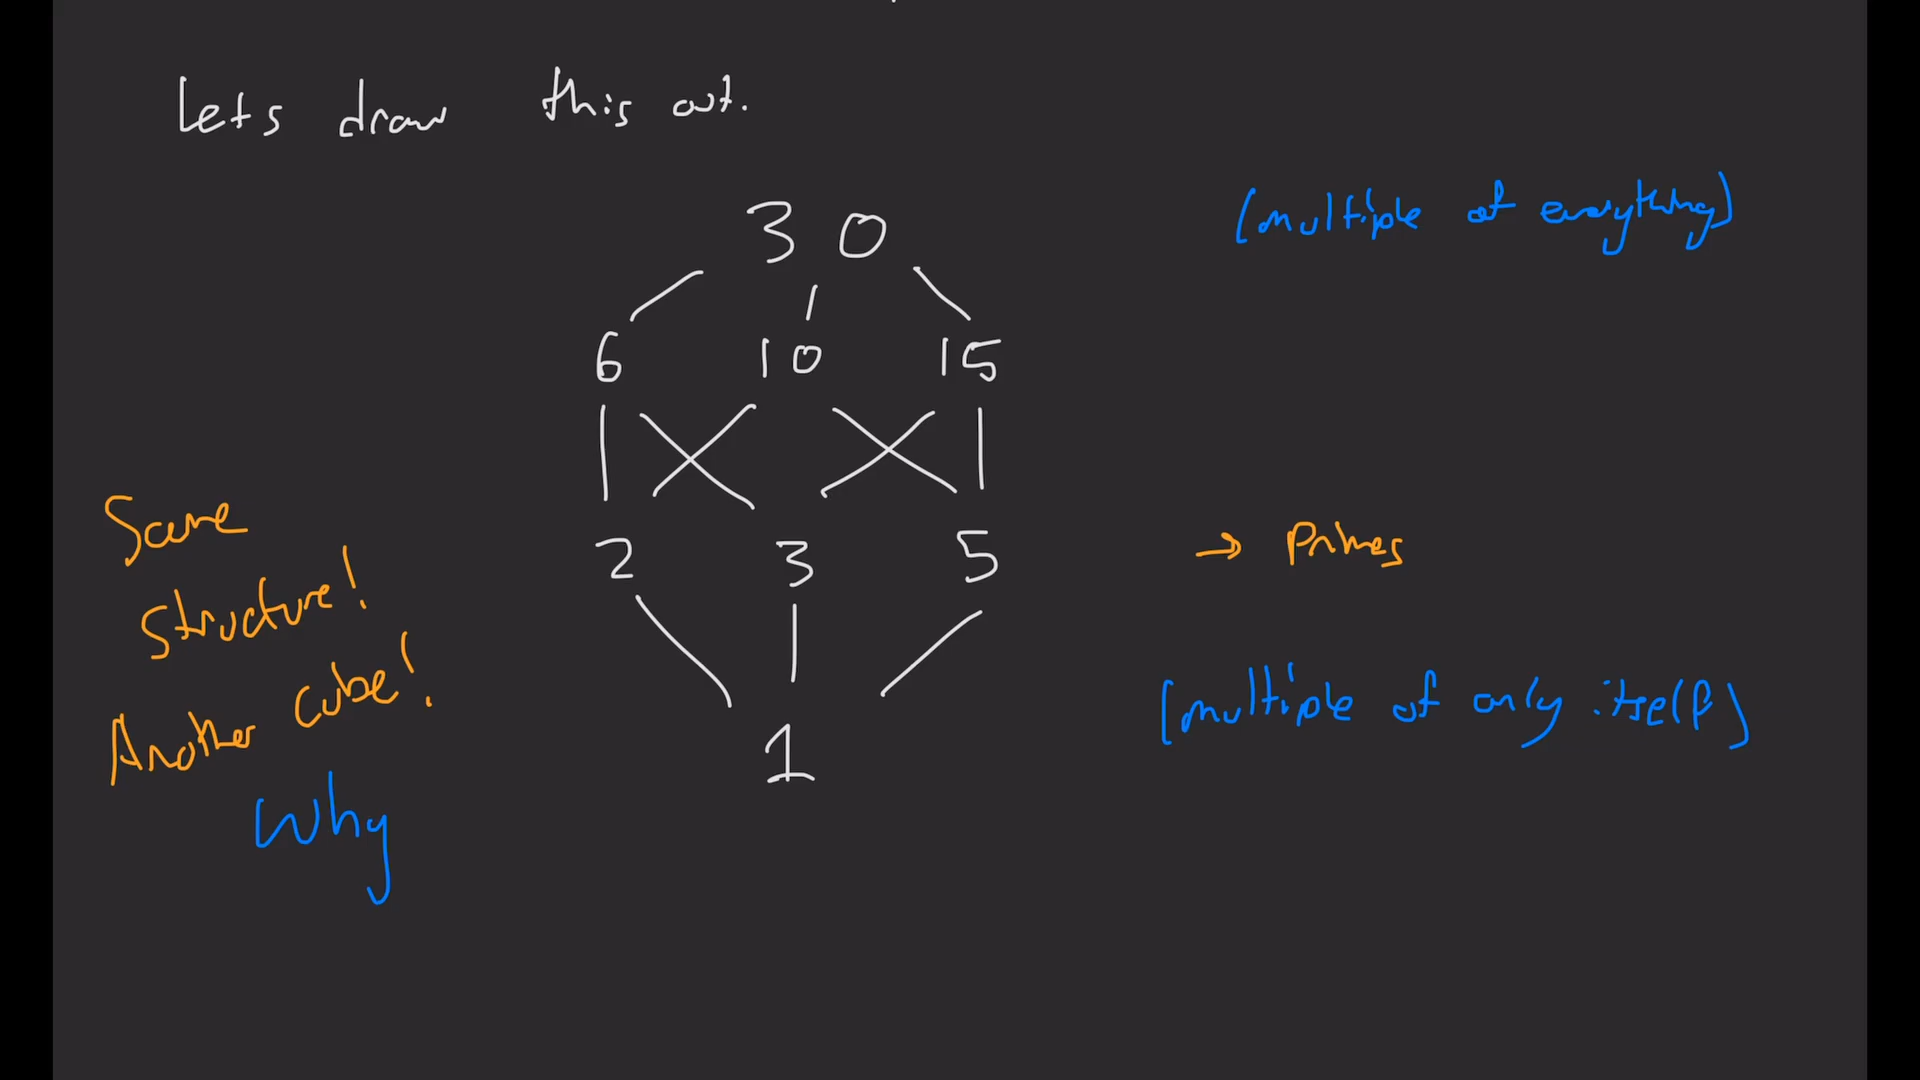 Lets draw this out.
(multiple of everything)
30
6 10 15
2 3 5
→ Primes
1
(multiple of only itself)
Same
structure!
Another cube!
Why